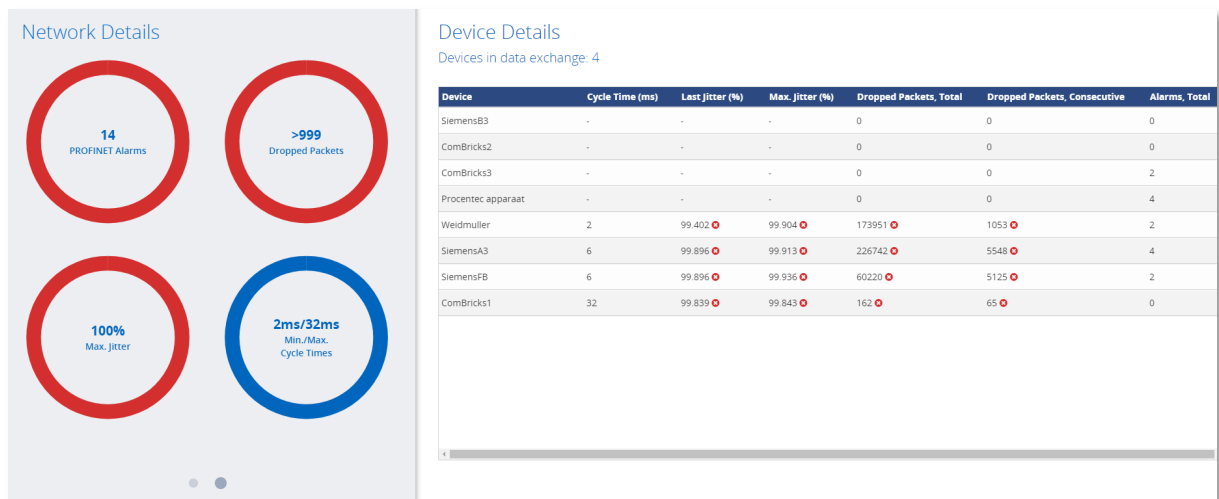 Network Details
14
PROFINET Alarms
>999
Dropped Packets
100%
Max. Jitter
2ms/32ms
Min./Max.
Cycle Times
Device Details
Devices in data exchange: 4
Device Cycle Time (ms) Last Jitter (%) Max. Jitter (%) Dropped Packets, Total Dropped Packets, Consecutive Alarms, Total
SiemensB3 - - - 0 0 0
ComBricks2 - - - 0 0 0
ComBricks3 - - - 0 0 2
Procentec apparaat - - - 0 0 4
Weidmuller 2 99.402 99.904 173951 1053 2
SiemensA3 6 99.896 99.913 226742 5548 4
SiemensFB 6 99.896 99.936 60220 5125 2
ComBricks1 32 99.839 99.843 162 65 0